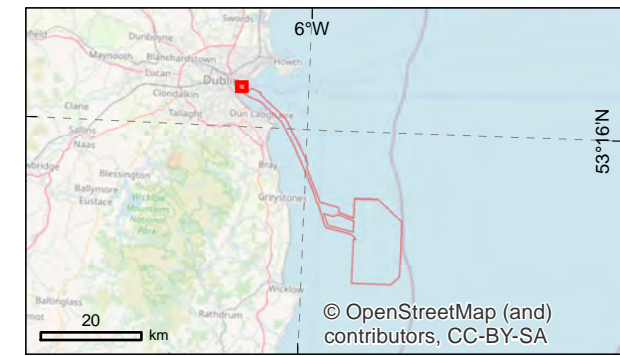 Swords
6°W
Dunboyne
Maynooth
Blanchardstown
Howth
Lucan
Dublin
Clondalkin
Clane
Tallaght
Dún Laoghaire
Sallins
Naas
53°16'N
Bray
Blessington
Greystones
Ballymore
Eustace
Wicklow
Mountains
National
Park
Wicklow
Baltinglass
Rathdrum
20
km
© OpenStreetMap (and)
contributors, CC-BY-SA